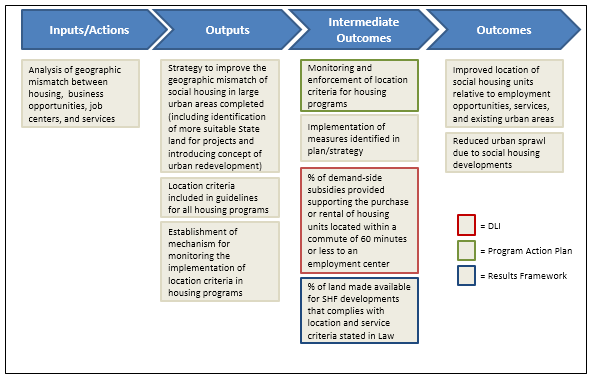 Inputs/Actions
Outputs
Intermediate
Outcomes
Outcomes
Analysis of geographic
mismatch between
housing, business
opportunities, job
centers, and services
Strategy to improve the
geographic mismatch of
social housing in large
urban areas completed
(including identification
of more suitable State
land for projects and
introducing concept of
urban redevelopment)
Location criteria
included in guidelines
for all housing programs
Establishment of
mechanism for
monitoring the
implementation of
location criteria in
housing programs
Monitoring and
enforcement of location
criteria for housing
programs
Implementation of
measures identified in
plan/strategy
% of demand-side
subsidies provided
supporting the purchase
or rental of housing
units located within a
commute of 60 minutes
or less to an
employment center
% of land made available
for SHF developments
that complies with
location and service
criteria stated in Law
Improved location of
social housing units
relative to employment
opportunities, services,
and existing urban areas
Reduced urban sprawl
due to social housing
developments
= DLI
= Program Action Plan
= Results Framework